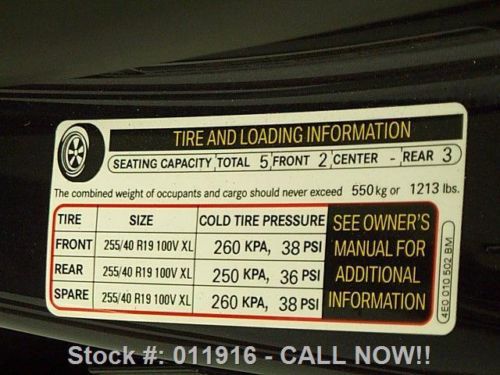 TIRE AND LOADING INFORMATION
SEATING CAPACITY TOTAL 5 FRONT 2 CENTER - REAR 3
The combined weight of occupants and cargo should never exceed 550 kg or 1213 lbs.
TIRE SIZE COLD TIRE PRESSURE
FRONT 255/40 R19 100V XL 260 KPA, 38 PSI
REAR 255/40 R19 100V XL 250 KPA, 36 PSI
SPARE 255/40 R19 100V XL 260 KPA, 38 PSI
SEE OWNER'S
MANUAL FOR
ADDITIONAL
INFORMATION
4E0 010 502 BM
Stock #: 011916 - CALL NOW!!